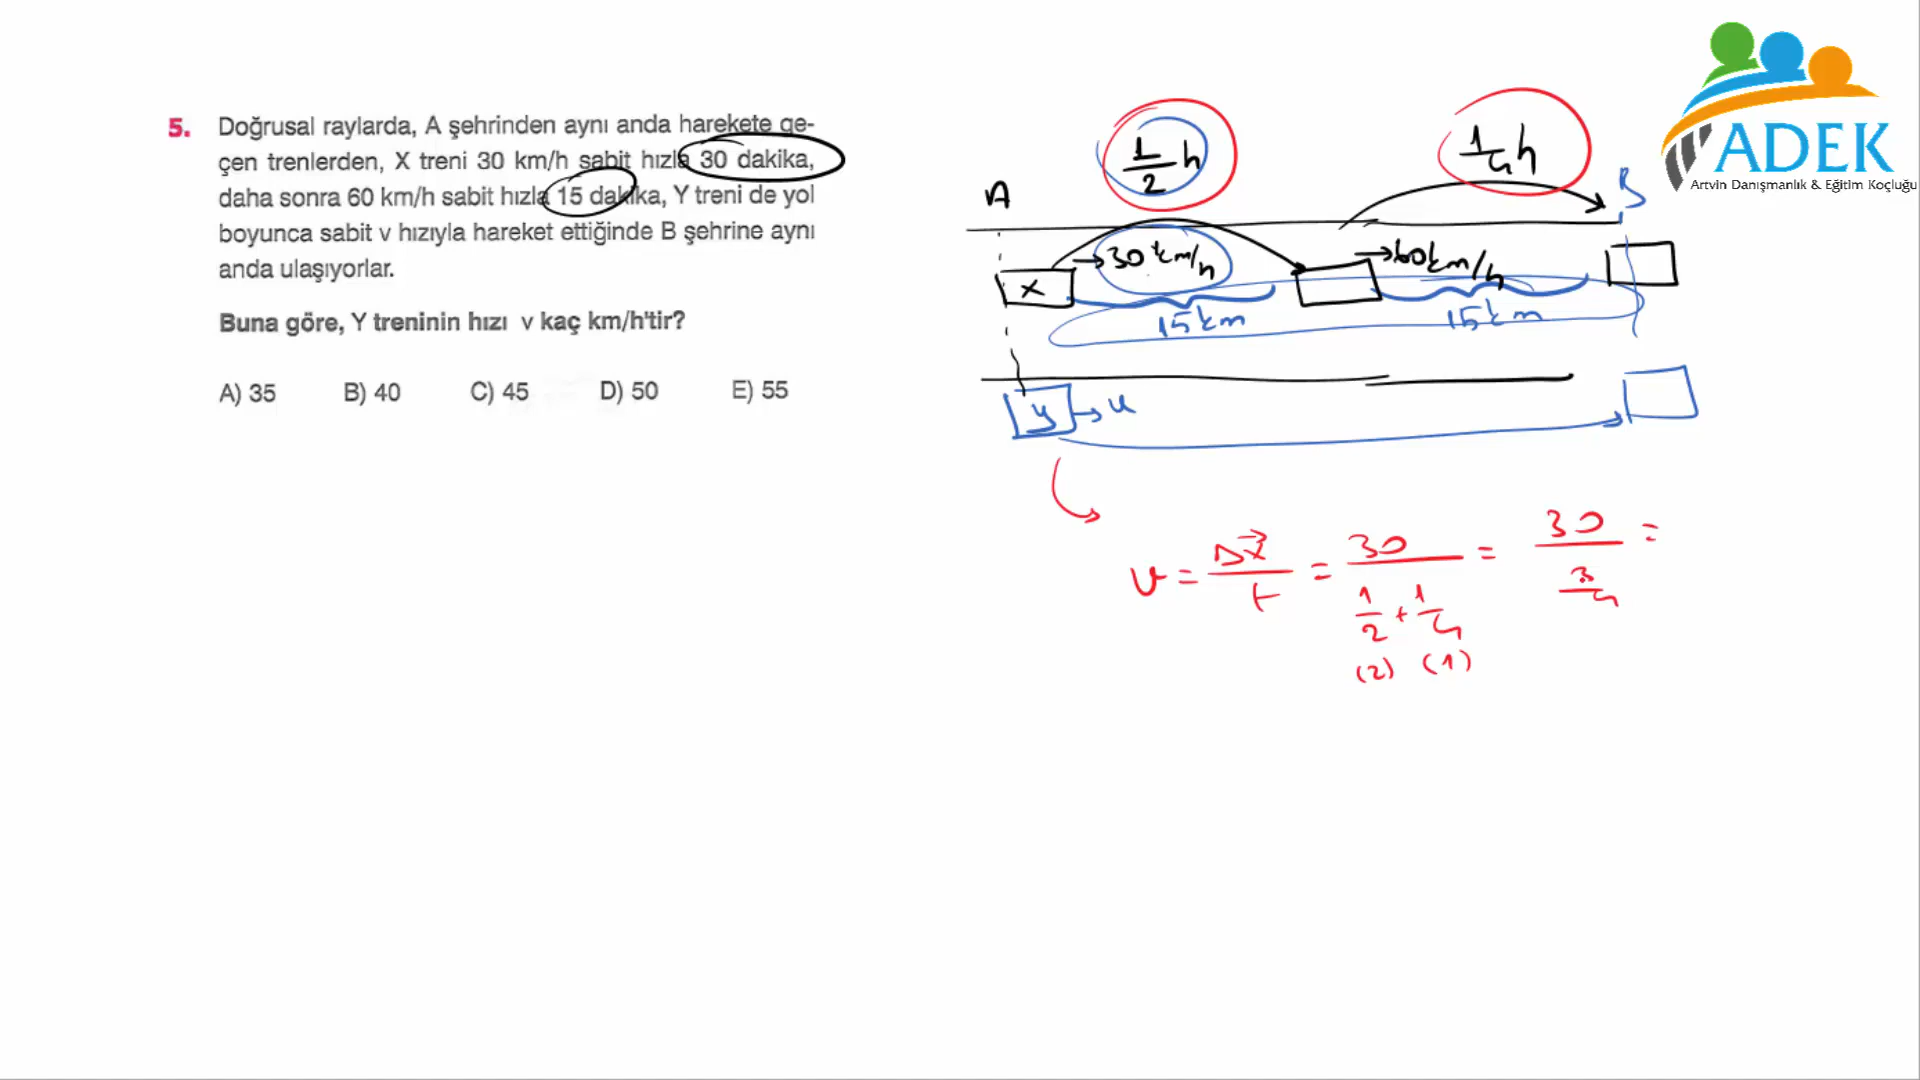 5. Doğrusal raylarda, A şehrinden aynı anda harekete ge-
çen trenlerden, X treni 30 km/h sabit hızla 30 dakika,
daha sonra 60 km/h sabit hızla 15 dakika, Y treni de yol
boyunca sabit v hızıyla hareket ettiğinde B şehrine aynı
anda ulaşıyorlar.
Buna göre, Y treninin hızı v kaç km/h'tir?
A) 35 B) 40 C) 45 D) 50 E) 55
ADEK
Artvin Danışmanlık & Eğitim Koçluğu
1/2 h 1/4 h
A B
30 km/h 60 km/h
X
15 km 15 km
y → v
v = Δx⃗/t = 30/(1/2 + 1/4) = 30/(3/4) =
(2) (1)